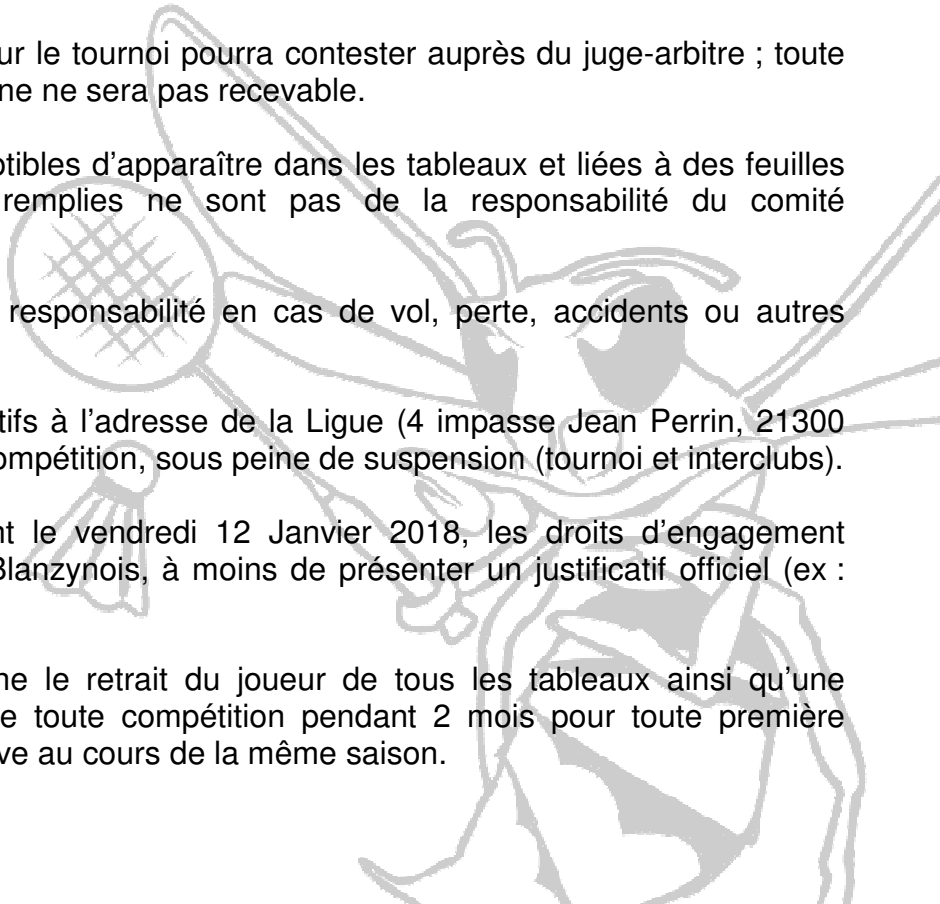 ur le tournoi pourra contester auprès du juge-arbitre ; toute
ne ne sera pas recevable.
ptibles d’apparaître dans les tableaux et liées à des feuilles
remplies ne sont pas de la responsabilité du comité
responsabilité en cas de vol, perte, accidents ou autres
tifs à l’adresse de la Ligue (4 impasse Jean Perrin, 21300
ompétition, sous peine de suspension (tournoi et interclubs).
nt le vendredi 12 Janvier 2018, les droits d’engagement
Blanzynois, à moins de présenter un justificatif officiel (ex :
ne le retrait du joueur de tous les tableaux ainsi qu’une
e toute compétition pendant 2 mois pour toute première
ve au cours de la même saison.